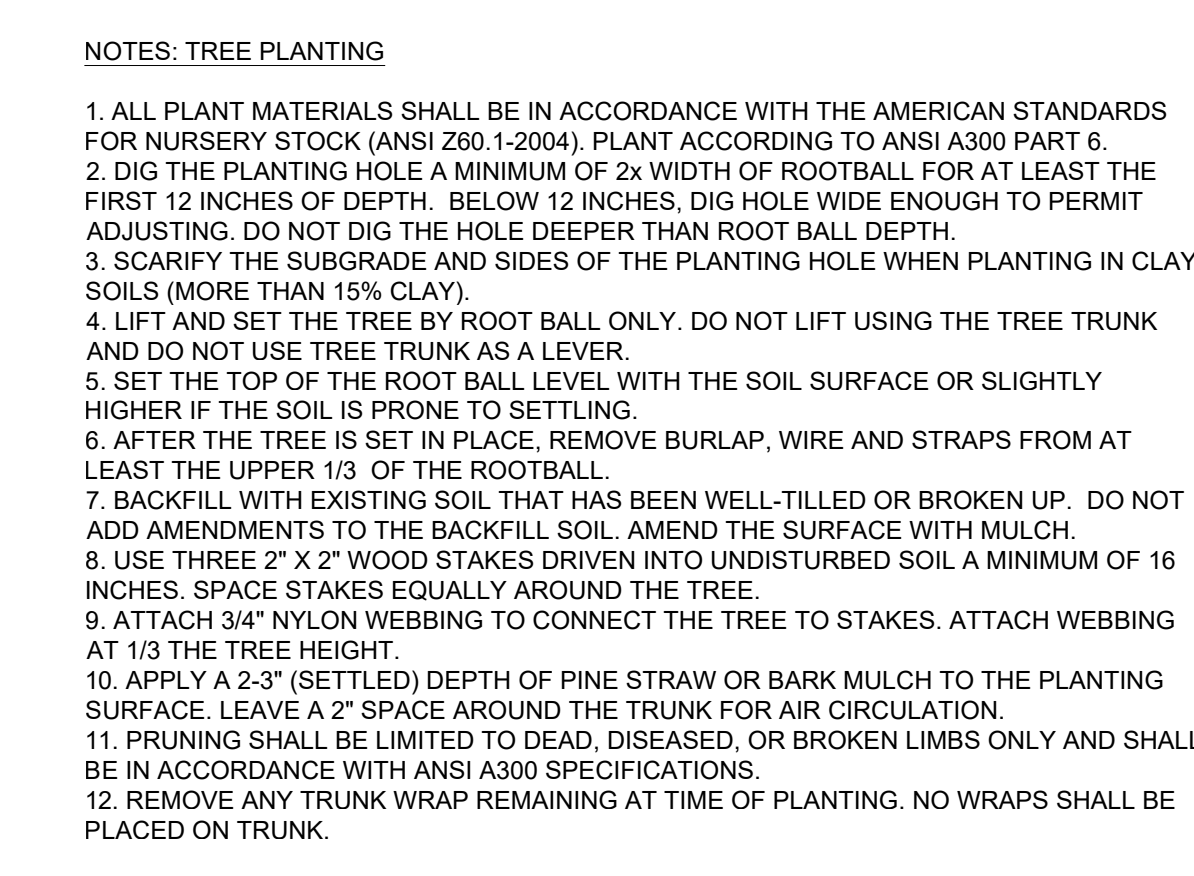 NOTES: TREE PLANTING
1. ALL PLANT MATERIALS SHALL BE IN ACCORDANCE WITH THE AMERICAN STANDARDS
FOR NURSERY STOCK (ANSI Z60.1-2004). PLANT ACCORDING TO ANSI A300 PART 6.
2. DIG THE PLANTING HOLE A MINIMUM OF 2x WIDTH OF ROOTBALL FOR AT LEAST THE
FIRST 12 INCHES OF DEPTH.  BELOW 12 INCHES, DIG HOLE WIDE ENOUGH TO PERMIT
ADJUSTING. DO NOT DIG THE HOLE DEEPER THAN ROOT BALL DEPTH.
3. SCARIFY THE SUBGRADE AND SIDES OF THE PLANTING HOLE WHEN PLANTING IN CLAY
SOILS (MORE THAN 15% CLAY).
4. LIFT AND SET THE TREE BY ROOT BALL ONLY. DO NOT LIFT USING THE TREE TRUNK
AND DO NOT USE TREE TRUNK AS A LEVER.
5. SET THE TOP OF THE ROOT BALL LEVEL WITH THE SOIL SURFACE OR SLIGHTLY
HIGHER IF THE SOIL IS PRONE TO SETTLING.
6. AFTER THE TREE IS SET IN PLACE, REMOVE BURLAP, WIRE AND STRAPS FROM AT
LEAST THE UPPER 1/3  OF THE ROOTBALL.
7. BACKFILL WITH EXISTING SOIL THAT HAS BEEN WELL-TILLED OR BROKEN UP.  DO NOT
ADD AMENDMENTS TO THE BACKFILL SOIL. AMEND THE SURFACE WITH MULCH.
8. USE THREE 2" X 2" WOOD STAKES DRIVEN INTO UNDISTURBED SOIL A MINIMUM OF 16
INCHES. SPACE STAKES EQUALLY AROUND THE TREE.
9. ATTACH 3/4" NYLON WEBBING TO CONNECT THE TREE TO STAKES. ATTACH WEBBING
AT 1/3 THE TREE HEIGHT.
10. APPLY A 2-3" (SETTLED) DEPTH OF PINE STRAW OR BARK MULCH TO THE PLANTING
SURFACE. LEAVE A 2" SPACE AROUND THE TRUNK FOR AIR CIRCULATION.
11. PRUNING SHALL BE LIMITED TO DEAD, DISEASED, OR BROKEN LIMBS ONLY AND SHALL
BE IN ACCORDANCE WITH ANSI A300 SPECIFICATIONS.
12. REMOVE ANY TRUNK WRAP REMAINING AT TIME OF PLANTING. NO WRAPS SHALL BE
PLACED ON TRUNK.